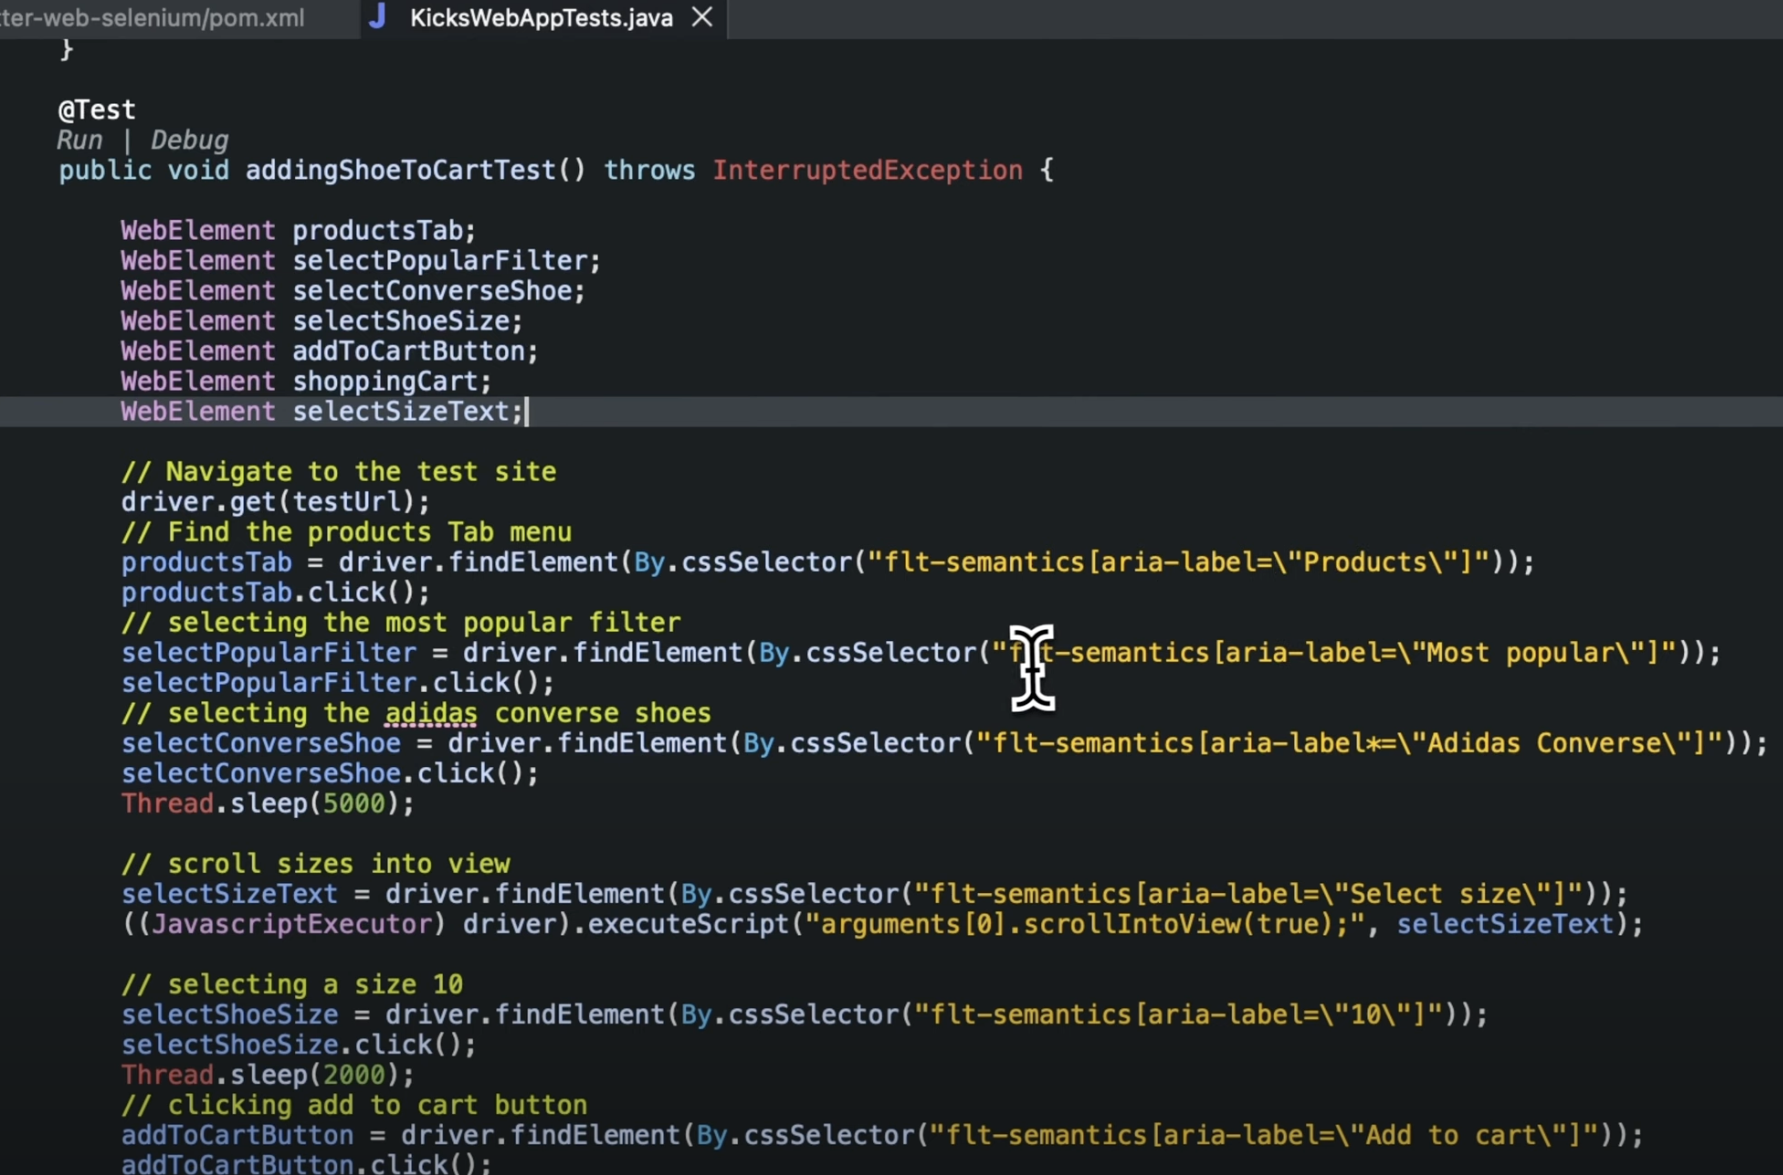 ter-web-selenium/pom.xml
J KicksWebAppTests.java
}
@Test
Run | Debug
public void addingShoeToCartTest() throws InterruptedException {
WebElement productsTab;
WebElement selectPopularFilter;
WebElement selectConverseShoe;
WebElement selectShoeSize;
WebElement addToCartButton;
WebElement shoppingCart;
WebElement selectSizeText;
// Navigate to the test site
driver.get(testUrl);
// Find the products Tab menu
productsTab = driver.findElement(By.cssSelector("flt-semantics[aria-label=\"Products\"]"));
productsTab.click();
// selecting the most popular filter
selectPopularFilter = driver.findElement(By.cssSelector("flt-semantics[aria-label=\"Most popular\"]"));
selectPopularFilter.click();
// selecting the adidas converse shoes
selectConverseShoe = driver.findElement(By.cssSelector("flt-semantics[aria-label*=\"Adidas Converse\"]"));
selectConverseShoe.click();
Thread.sleep(5000);
// scroll sizes into view
selectSizeText = driver.findElement(By.cssSelector("flt-semantics[aria-label=\"Select size\"]"));
((JavascriptExecutor) driver).executeScript("arguments[0].scrollIntoView(true);", selectSizeText);
// selecting a size 10
selectShoeSize = driver.findElement(By.cssSelector("flt-semantics[aria-label=\"10\"]"));
selectShoeSize.click();
Thread.sleep(2000);
// clicking add to cart button
addToCartButton = driver.findElement(By.cssSelector("flt-semantics[aria-label=\"Add to cart\"]"));
addToCartButton.click();